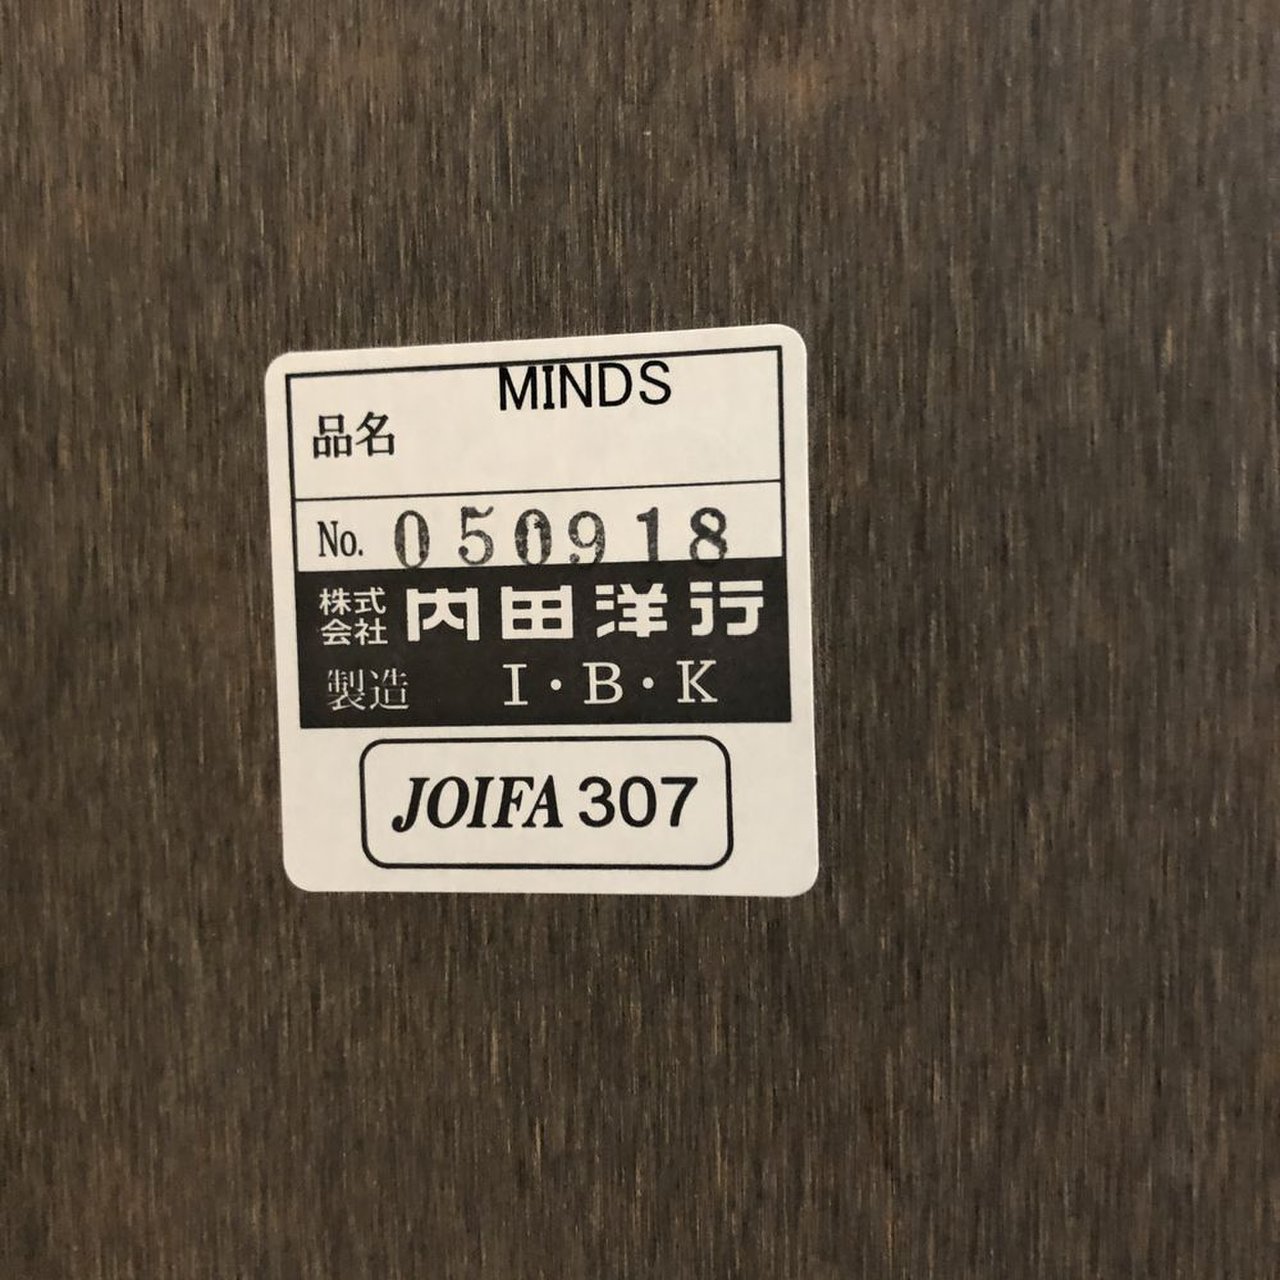 MINDS
品名
No. 050918
株式会社 内田洋行
製造 I・B・K
JOIFA 307